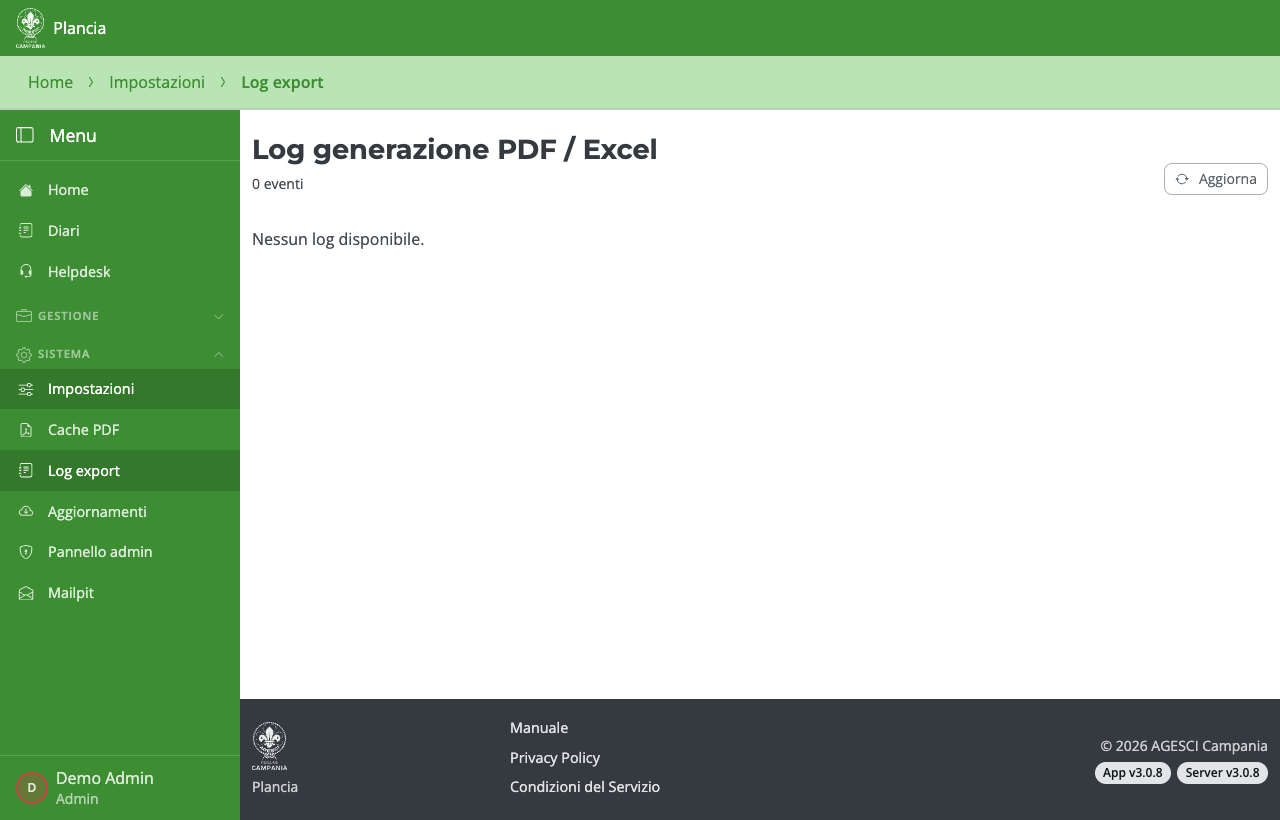 CAMPANIA
Plancia
Home > Impostazioni > Log export
Menu
Home
Diari
Helpdesk
GESTIONE
SISTEMA
Impostazioni
Cache PDF
Log export
Aggiornamenti
Pannello admin
Mailpit
D
Demo Admin
Admin
Log generazione PDF / Excel
0 eventi
Aggiorna
Nessun log disponibile.
CAMPANIA
Plancia
Manuale
Privacy Policy
Condizioni del Servizio
© 2026 AGESCI Campania
App v3.0.8 Server v3.0.8